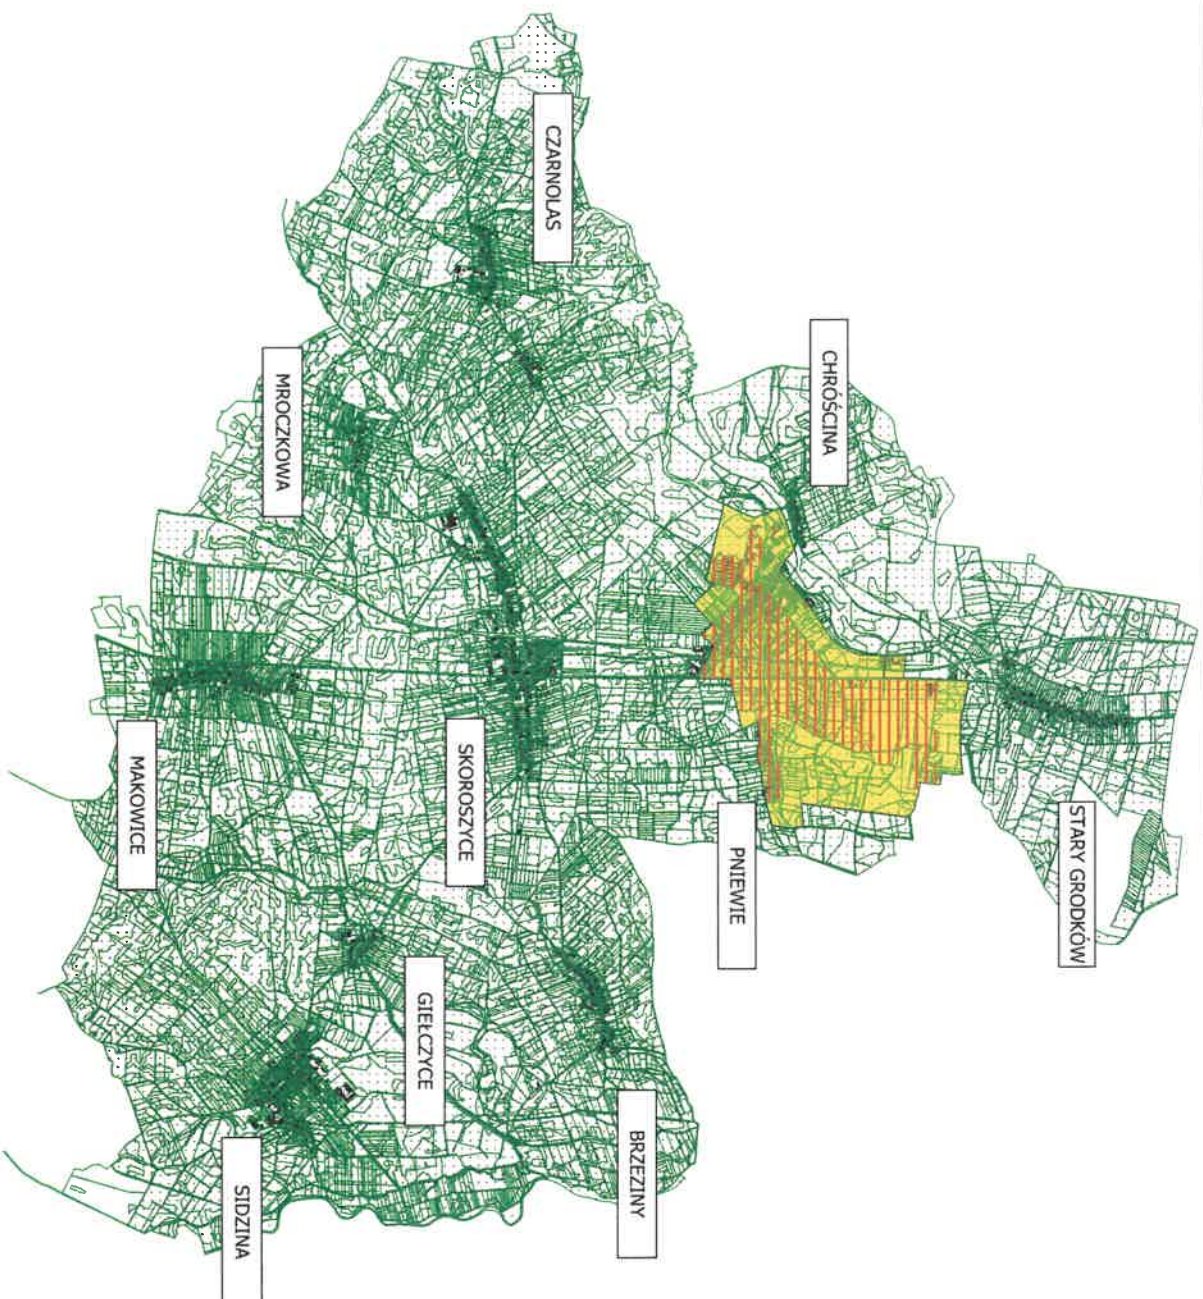 STARY GRODKÓW
CHRÓŚCINA
PNIEWIE
BRZEZINY
CZARNOLAS
SKOROSZYCE
GIEŁCZYCE
MROCZKOWA
SIDZINA
MAKOWICE